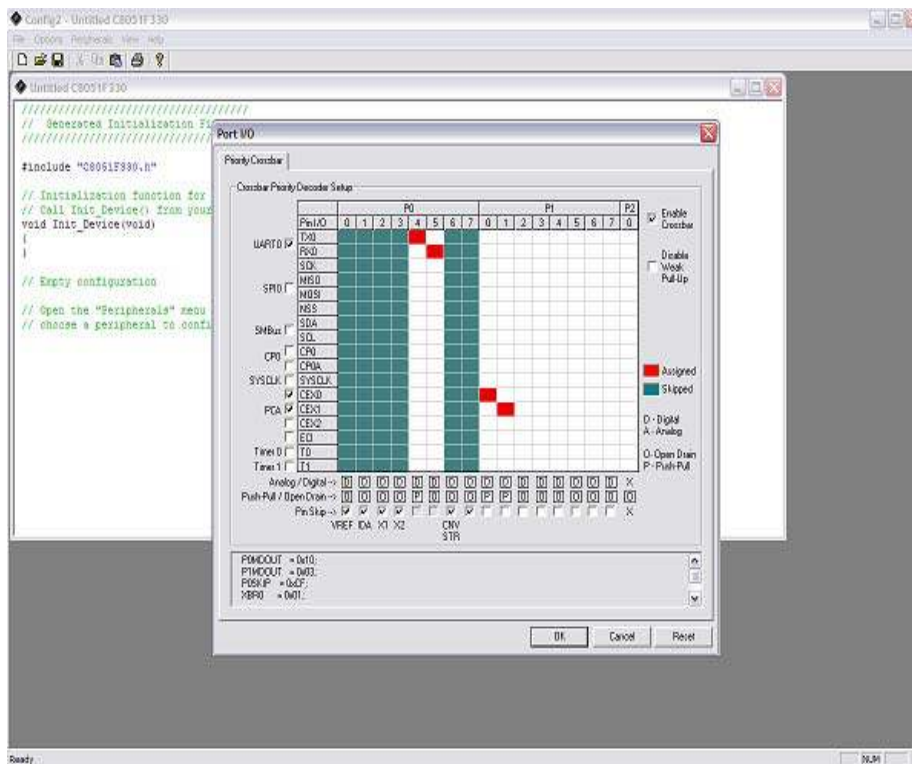 Config2 - Untitled C8051F330
File Options Peripherals View Help
Untitled C8051F330
//////////////////////////////////////
// Generated Initialization Fi
#include "C8051F330.h"
// Initialization function for
// Call Init_Device() from your
void Init_Device(void)
{
}
// Empty configuration
// Open the "Peripherals" menu
// choose a peripheral to confi
Port I/O
Priority Crossbar
Crossbar Priority Decoder Setup
P0 P1 P2
Pin I/O 0 1 2 3 4 5 6 7 0 1 2 3 4 5 6 7 0
UART0 TX0
RX0
SCK
SPI0 MISO
MOSI
NSS
SMBus SDA
SCL
CP0 CP0
CP0A
SYSCLK SYSCLK
CEX0
PCA CEX1
CEX2
ECI
Timer 0 T0
Timer 1 T1
Enable Crossbar
Disable Weak Pull-Up
Assigned
Skipped
D - Digital
A - Analog
O - Open Drain
P - Push-Pull
Analog / Digital -> D D D D D D D D D D D D D D D D X
Push-Pull / Open Drain -> O O O O P O O O P P O O O O O O O
Pin Skip -> X
VREF IDA X1 X2 CNV STR
P0MDOUT = 0x10;
P1MDOUT = 0x03;
P0SKIP = 0xCF;
XBR0 = 0x01;
OK Cancel Reset
Ready NUM